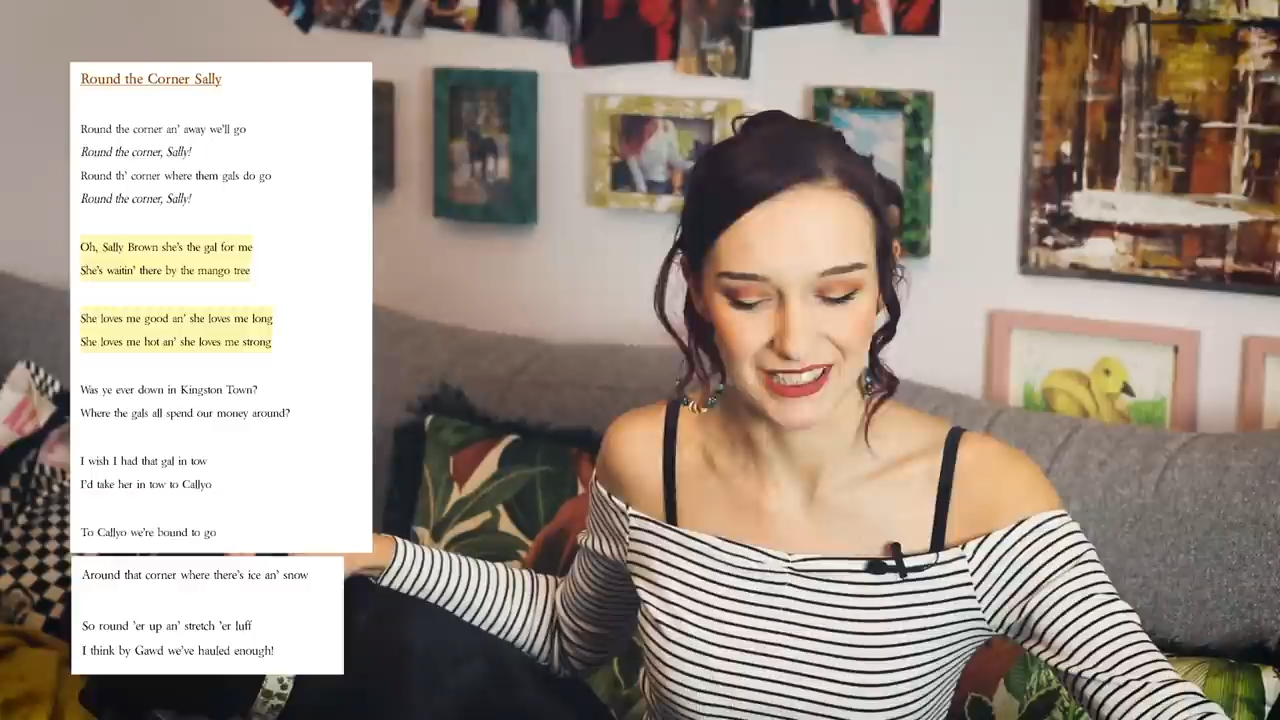 Round the Corner Sally
Round the corner an' away we'll go
Round the corner, Sally!
Round th' corner where them gals do go
Round the corner, Sally!
Oh, Sally Brown she's the gal for me
She's waitin' there by the mango tree
She loves me good an' she loves me long
She loves me hot an' she loves me strong
Was ye ever down in Kingston Town?
Where the gals all spend our money around?
I wish I had that gal in tow
I'd take her in tow to Callyo
To Callyo we're bound to go
Around that corner where there's ice an' snow
So round 'er up an' stretch 'er luff
I think by Gawd we've hauled enough!